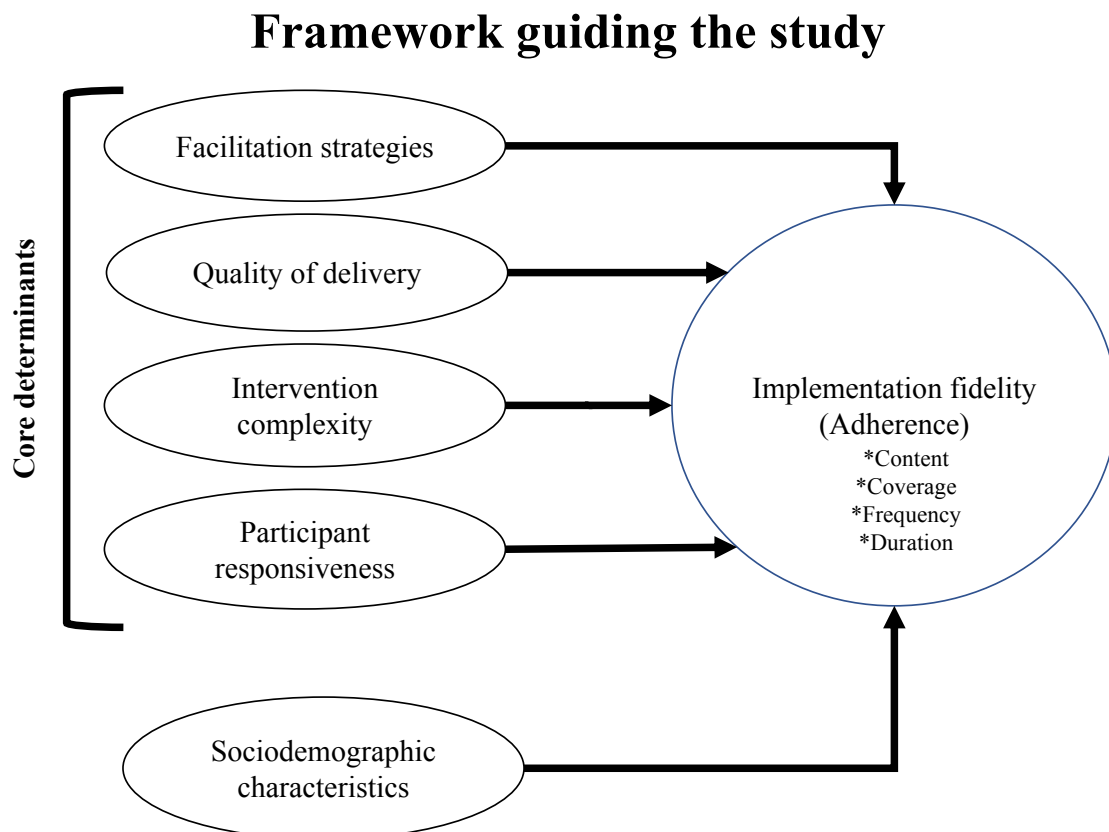 Framework guiding the study
Core determinants
Facilitation strategies
Quality of delivery
Intervention
complexity
Participant
responsiveness
Sociodemographic
characteristics
Implementation fidelity
(Adherence)
*Content
*Coverage
*Frequency
*Duration